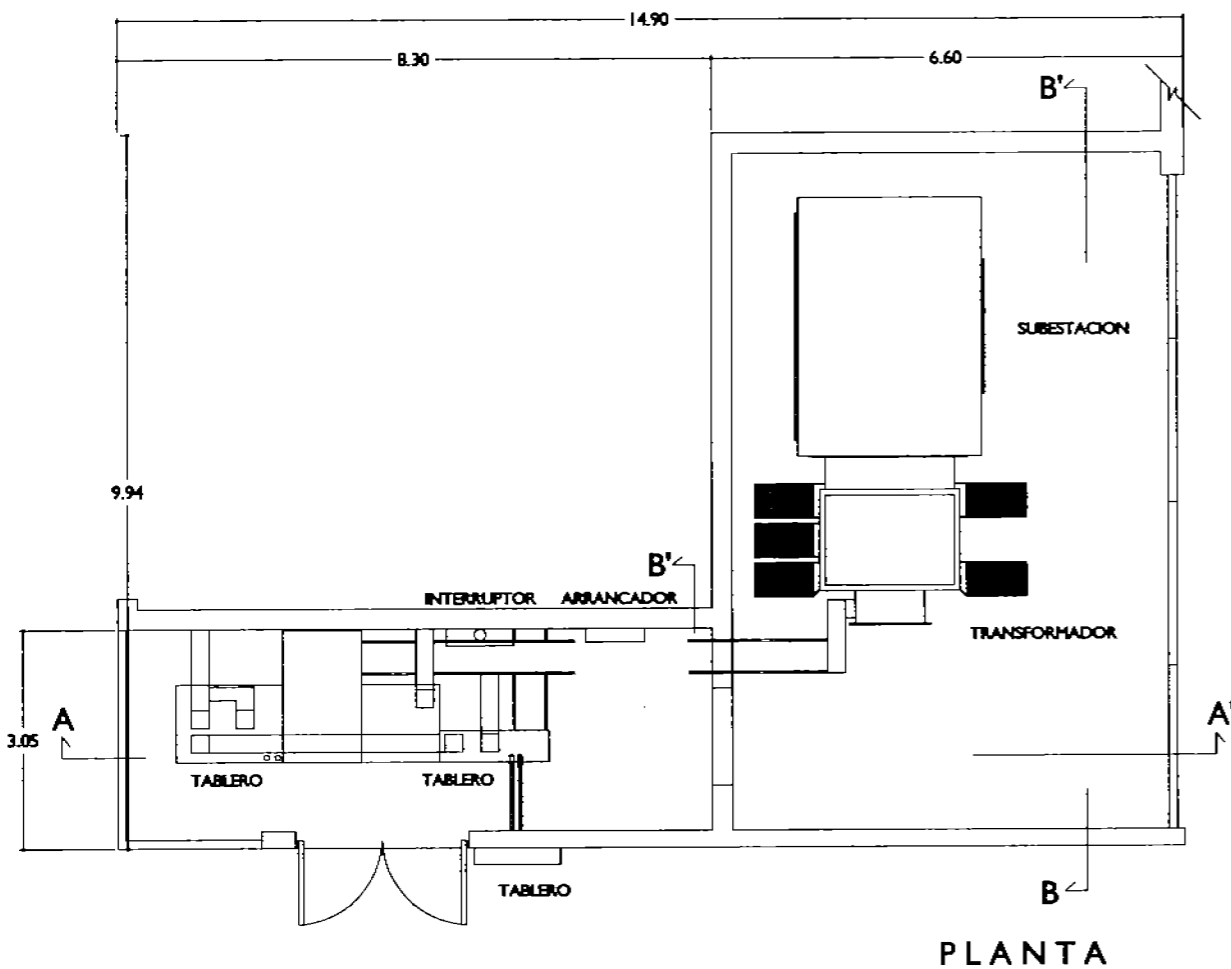 14.90
8.30
6.60
B'
SUBESTACION
9.94
B'
INTERRUPTOR
ARRANCADOR
TRANSFORMADOR
A
3.05
A'
TABLERO
TABLERO
TABLERO
B
PLANTA